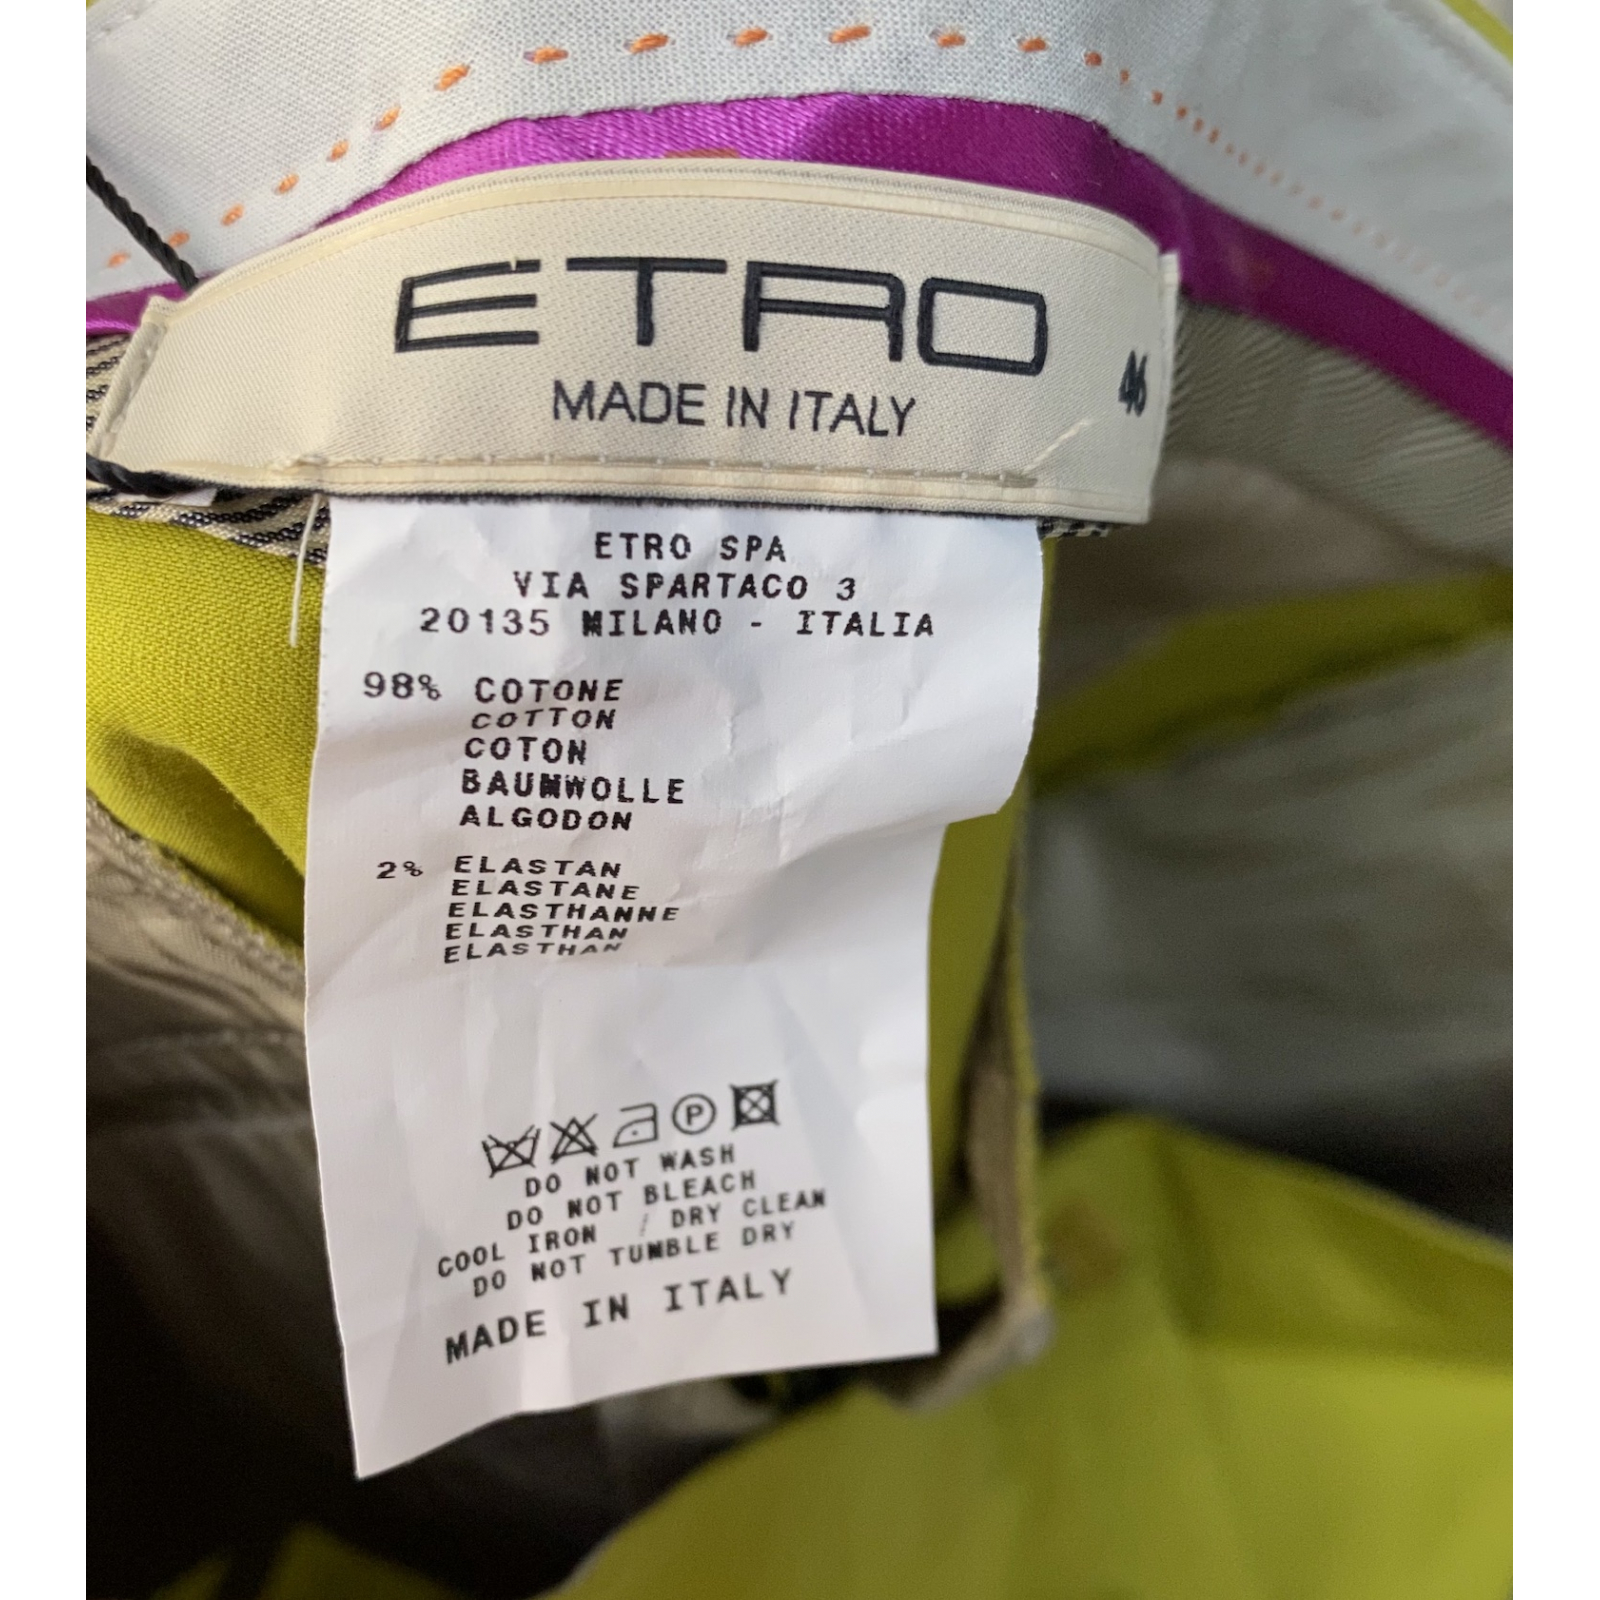 ETRO
MADE IN ITALY
46
ETRO SPA
VIA SPARTACO 3
20135 MILANO - ITALIA
98% COTONE
COTTON
COTON
BAUMWOLLE
ALGODON
2% ELASTAN
ELASTANE
ELASTHANNE
ELASTHAN
ELASTHAN
P
DO NOT WASH
DO NOT BLEACH
COOL IRON / DRY CLEAN
DO NOT TUMBLE DRY
MADE IN ITALY